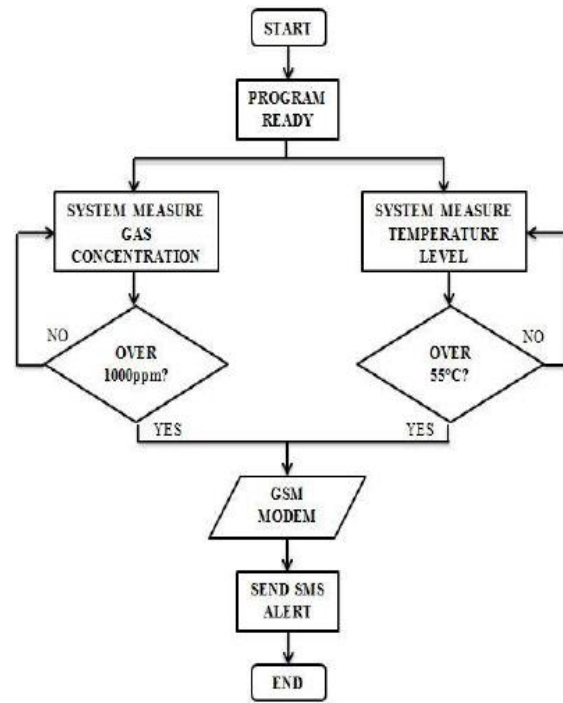 START
PROGRAM
READY
SYSTEM MEASURE
GAS
CONCENTRATION
SYSTEM MEASURE
TEMPERATURE
LEVEL
NO
OVER
1000ppm?
OVER
55°C?
NO
YES
YES
GSM
MODEM
SEND SMS
ALERT
END